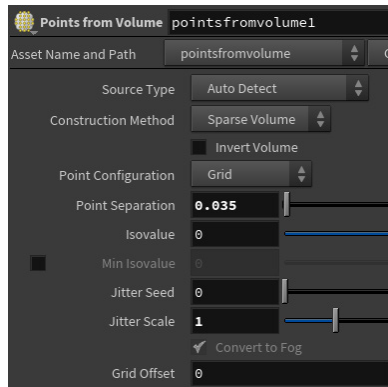 Points from Volume pointsfromvolume1
Asset Name and Path pointsfromvolume
Source Type Auto Detect
Construction Method Sparse Volume
Invert Volume
Point Configuration Grid
Point Separation 0.035
Isovalue 0
Min Isovalue 0
Jitter Seed 0
Jitter Scale 1
Convert to Fog
Grid Offset 0